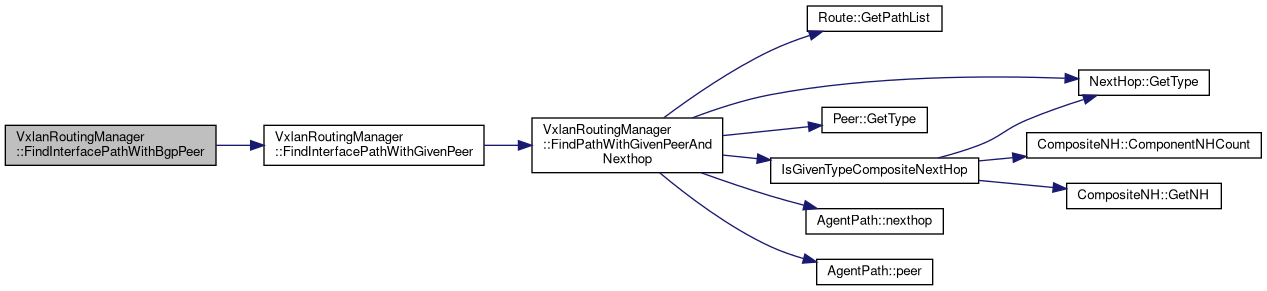 VxlanRoutingManager
::FindInterfacePathWithBgpPeer
VxlanRoutingManager
::FindInterfacePathWithGivenPeer
VxlanRoutingManager
::FindPathWithGivenPeerAnd
Nexthop
Route::GetPathList
NextHop::GetType
Peer::GetType
IsGivenTypeCompositeNextHop
CompositeNH::ComponentNHCount
CompositeNH::GetNH
AgentPath::nexthop
AgentPath::peer